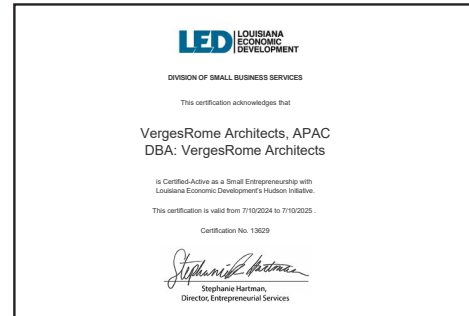 LED LOUISIANA
ECONOMIC
DEVELOPMENT
DIVISION OF SMALL BUSINESS SERVICES
This certification acknowledges that
VergesRome Architects, APAC
DBA: VergesRome Architects
is Certified-Active as a Small Entrepreneurship with
Louisiana Economic Development's Hudson Initiative.
This certification is valid from 7/10/2024 to 7/10/2025 .
Certification No. 13629
Stephanie Hartman
Stephanie Hartman,
Director, Entrepreneurial Services